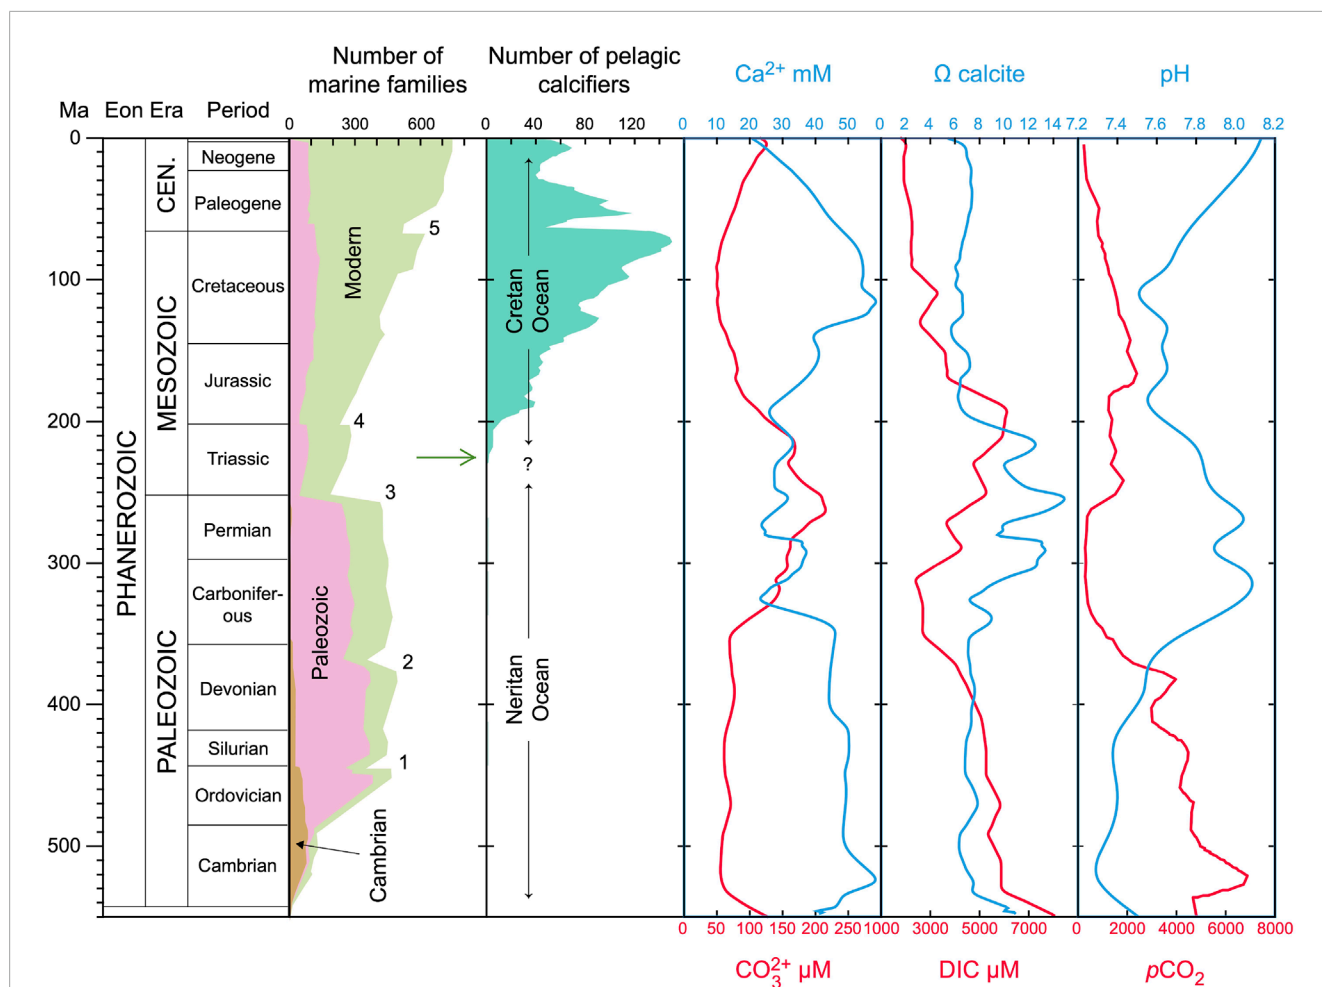 Number of
marine families
Number of pelagic
calcifiers
Ca2+ mM
Ω calcite
pH
Ma Eon Era Period
0 300 600
0 40 80 120
0 10 20 30 40 50
0 2 4 6 8 10 12 14
7.2 7.4 7.6 7.8 8.0 8.2
0
100
200
300
400
500
PHANEROZOIC
CEN.
MESOZOIC
PALEOZOIC
Neogene
Paleogene
Cretaceous
Jurassic
Triassic
Permian
Carbonifer-
ous
Devonian
Silurian
Ordovician
Cambrian
Modern
Paleozoic
Cambrian
5
4
3
2
1
Cretan
Ocean
?
Neritan
Ocean
0 50 100 150 200 250
1000 3000 5000 7000
0 2000 4000 6000 8000
CO32+ μM
DIC μM
pCO2